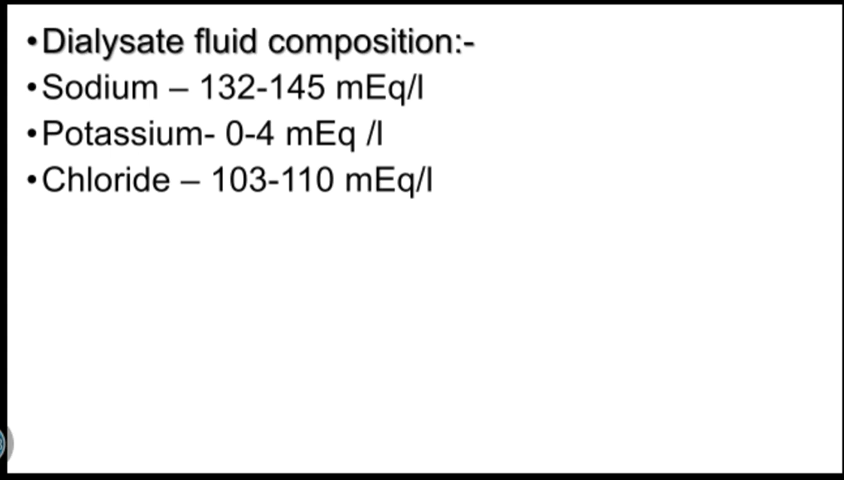 •Dialysate fluid composition:-
•Sodium – 132-145 mEq/l
•Potassium- 0-4 mEq /l
•Chloride – 103-110 mEq/l